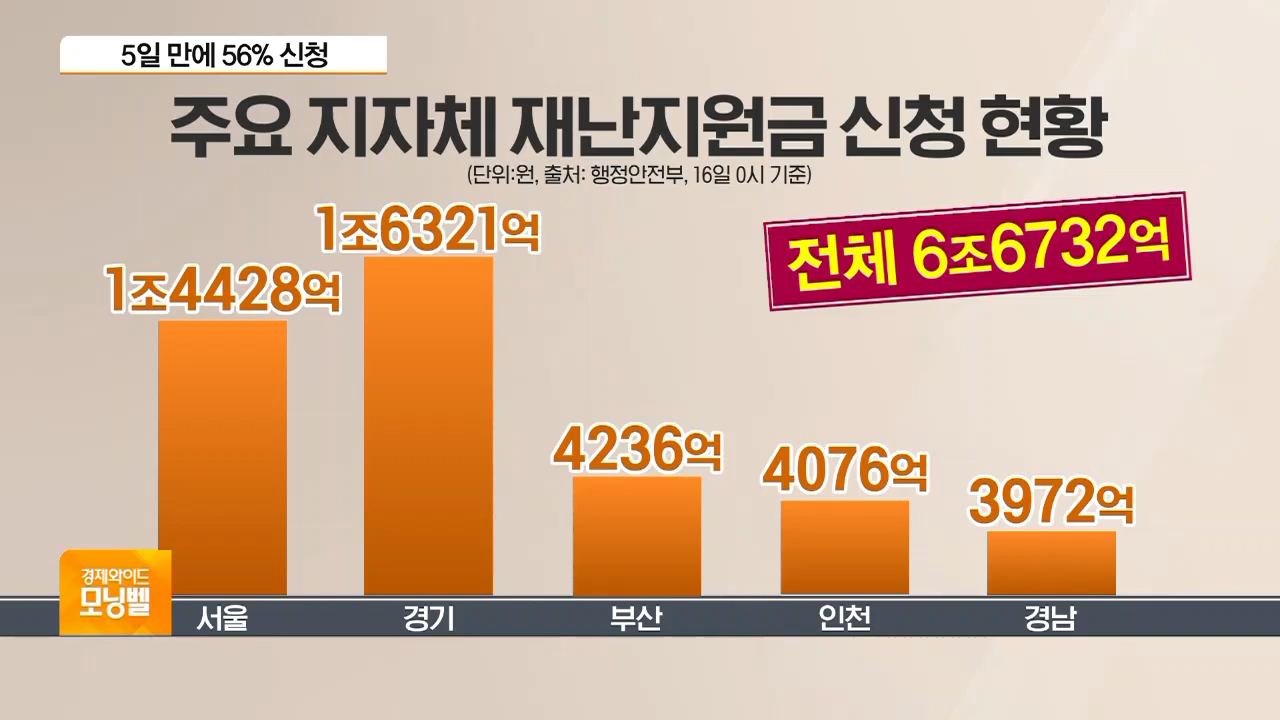 5일 만에 56% 신청
주요 지자체 재난지원금 신청 현황
(단위:원, 출처: 행정안전부, 16일 0시 기준)
전체 6조6732억
1조4428억
1조6321억
4236억
4076억
3972억
서울
경기
부산
인천
경남
경제와이드
모닝벨